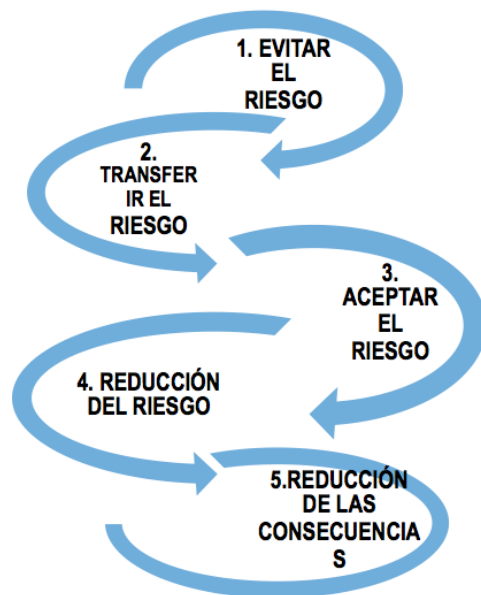 1. EVITAR
EL
RIESGO
2.
TRANSFER
IR EL
RIESGO
3.
ACEPTAR
EL
RIESGO
4. REDUCCIÓN
DEL RIESGO
5.REDUCCIÓN
DE LAS
CONSECUENCIA
S